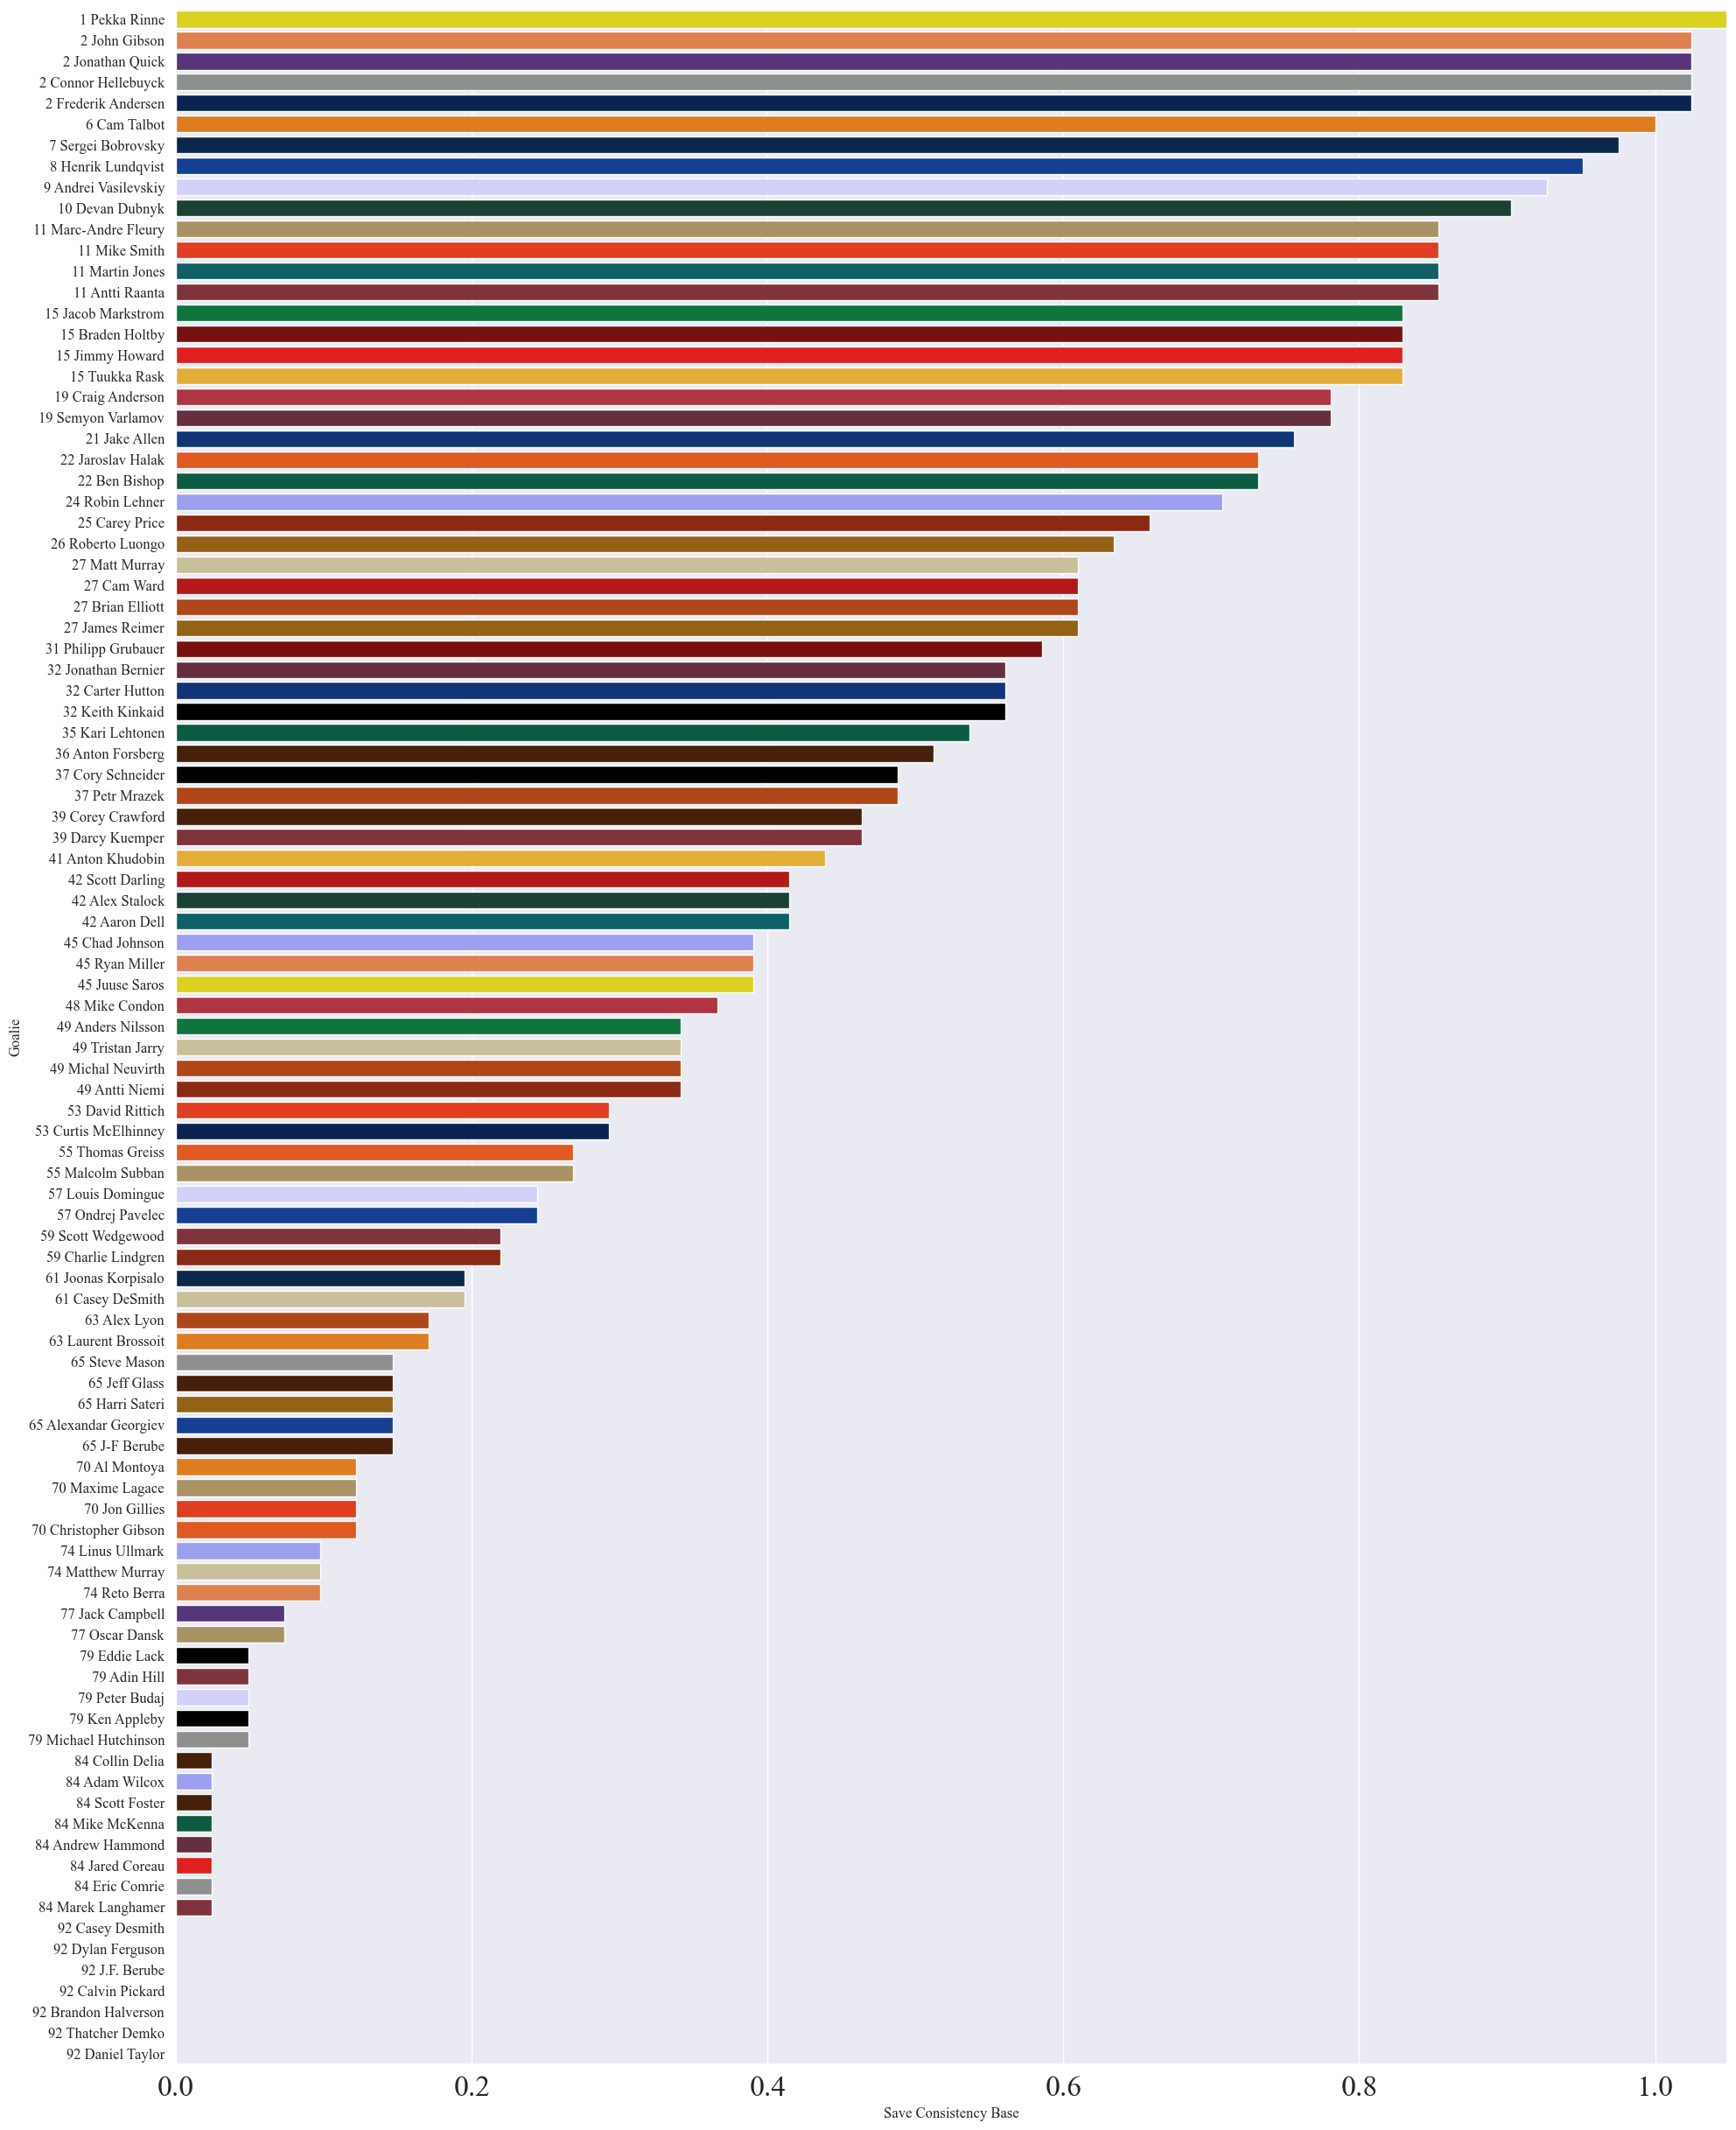 1 Pekka Rinne
2 John Gibson
2 Jonathan Quick
2 Connor Hellebuyck
2 Frederik Andersen
6 Cam Talbot
7 Sergei Bobrovsky
8 Henrik Lundqvist
9 Andrei Vasilevskiy
10 Devan Dubnyk
11 Marc-Andre Fleury
11 Mike Smith
11 Martin Jones
11 Antti Raanta
15 Jacob Markstrom
15 Braden Holtby
15 Jimmy Howard
15 Tuukka Rask
19 Craig Anderson
19 Semyon Varlamov
21 Jake Allen
22 Jaroslav Halak
22 Ben Bishop
24 Robin Lehner
25 Carey Price
26 Roberto Luongo
27 Matt Murray
27 Cam Ward
27 Brian Elliott
27 James Reimer
31 Philipp Grubauer
32 Jonathan Bernier
32 Carter Hutton
32 Keith Kinkaid
35 Kari Lehtonen
36 Anton Forsberg
37 Cory Schneider
37 Petr Mrazek
39 Corey Crawford
39 Darcy Kuemper
41 Anton Khudobin
42 Scott Darling
42 Alex Stalock
42 Aaron Dell
45 Chad Johnson
45 Ryan Miller
45 Juuse Saros
48 Mike Condon
49 Anders Nilsson
49 Tristan Jarry
49 Michal Neuvirth
49 Antti Niemi
53 David Rittich
53 Curtis McElhinney
55 Thomas Greiss
55 Malcolm Subban
57 Louis Domingue
57 Ondrej Pavelec
59 Scott Wedgewood
59 Charlie Lindgren
61 Joonas Korpisalo
61 Casey DeSmith
63 Alex Lyon
63 Laurent Brossoit
65 Steve Mason
65 Jeff Glass
65 Harri Sateri
65 Alexandar Georgiev
65 J-F Berube
70 Al Montoya
70 Maxime Lagace
70 Jon Gillies
70 Christopher Gibson
74 Linus Ullmark
74 Matthew Murray
74 Reto Berra
77 Jack Campbell
77 Oscar Dansk
79 Eddie Lack
79 Adin Hill
79 Peter Budaj
79 Ken Appleby
79 Michael Hutchinson
84 Collin Delia
84 Adam Wilcox
84 Scott Foster
84 Mike McKenna
84 Andrew Hammond
84 Jared Coreau
84 Eric Comrie
84 Marek Langhamer
92 Casey Desmith
92 Dylan Ferguson
92 J.F. Berube
92 Calvin Pickard
92 Brandon Halverson
92 Thatcher Demko
92 Daniel Taylor
Goalie
0.0 0.2 0.4 0.6 0.8 1.0
Save Consistency Base